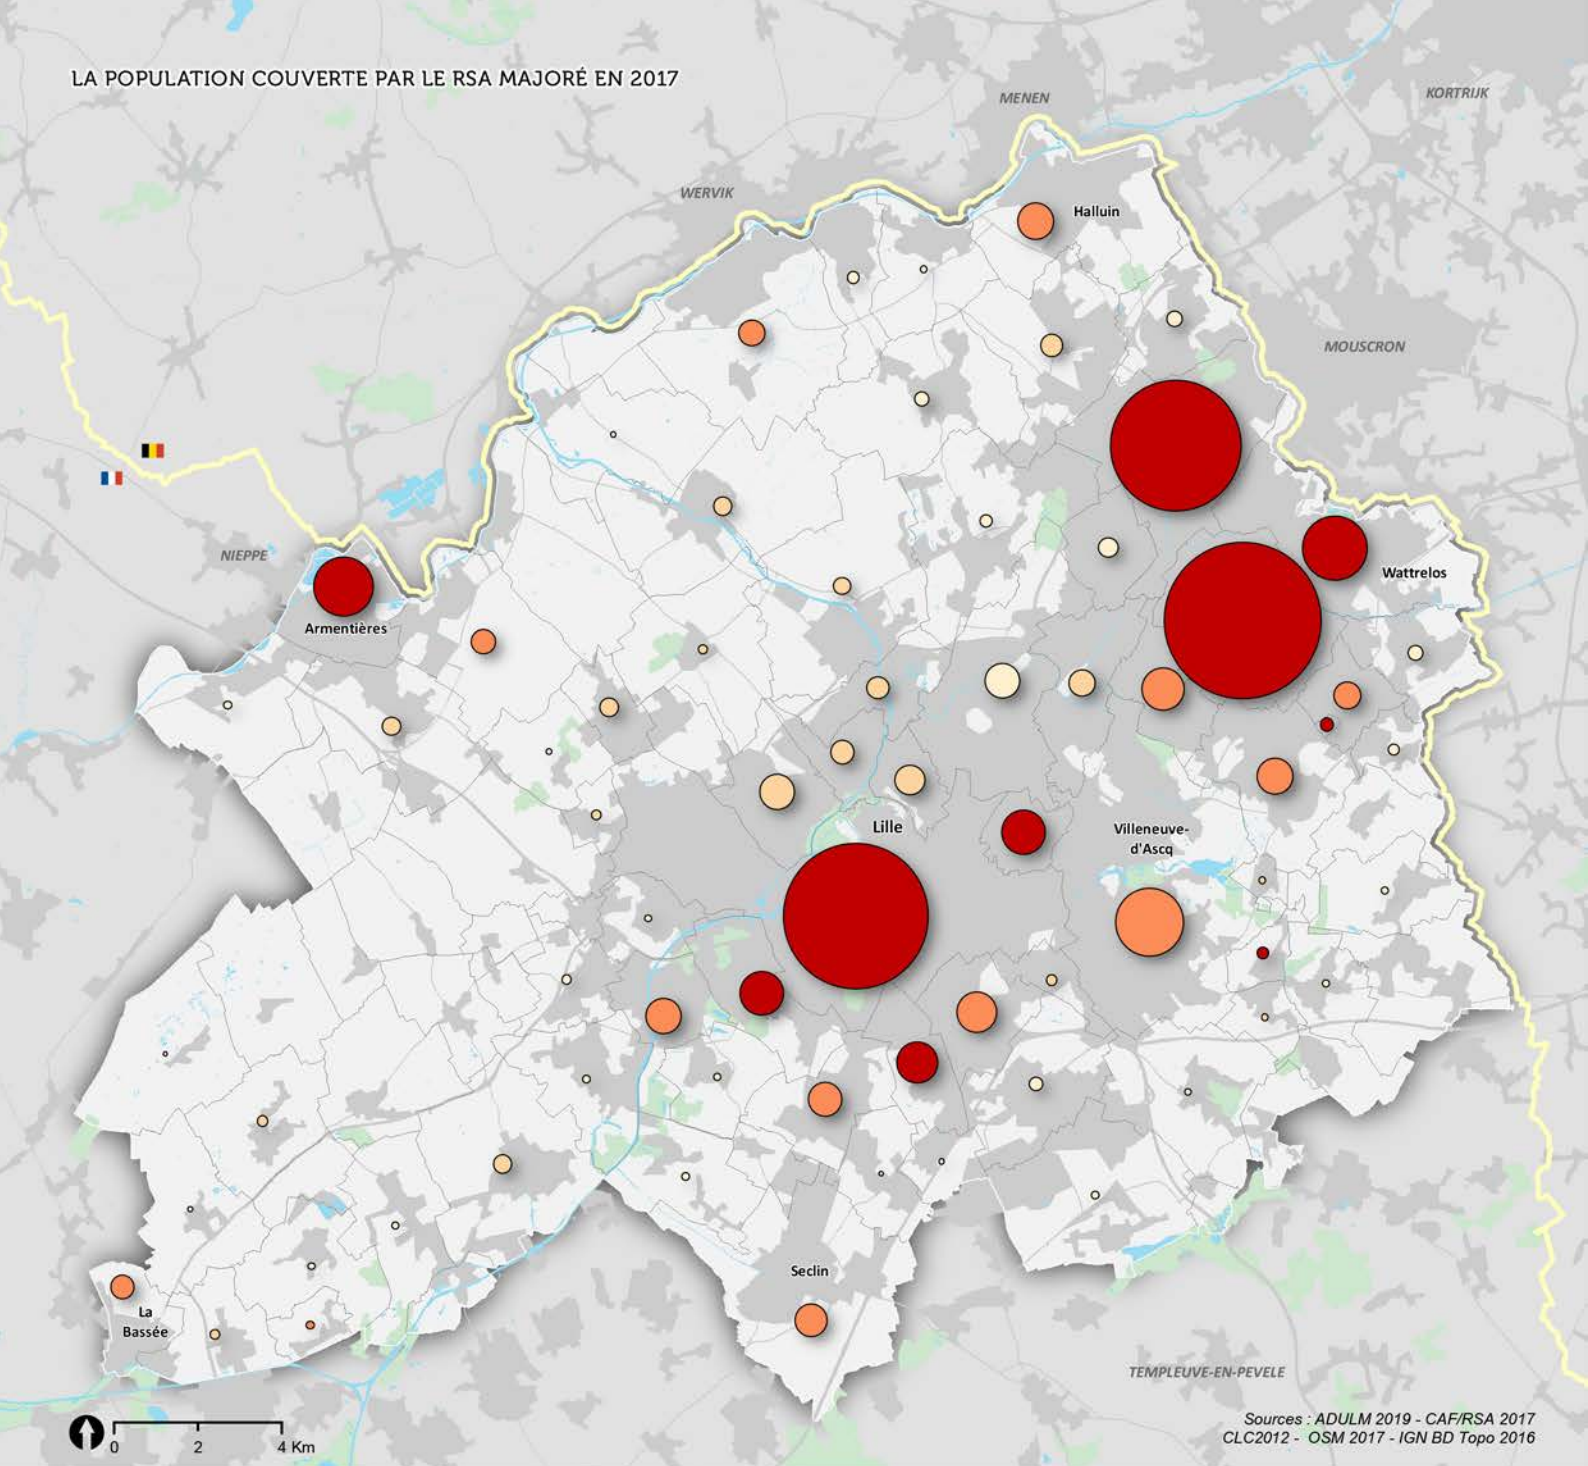 LA POPULATION COUVERTE PAR LE RSA MAJORÉ EN 2017
MENEN
KORTRIJK
WERVIK
Halluin
MOUSCRON
NIEPPE
Wattrelos
Armentières
Lille
Villeneuve-
d'Ascq
Seclin
La
Bassée
TEMPLEUVE-EN-PEVELE
0 2 4 Km
Sources : ADULM 2019 - CAF/RSA 2017
CLC2012 - OSM 2017 - IGN BD Topo 2016